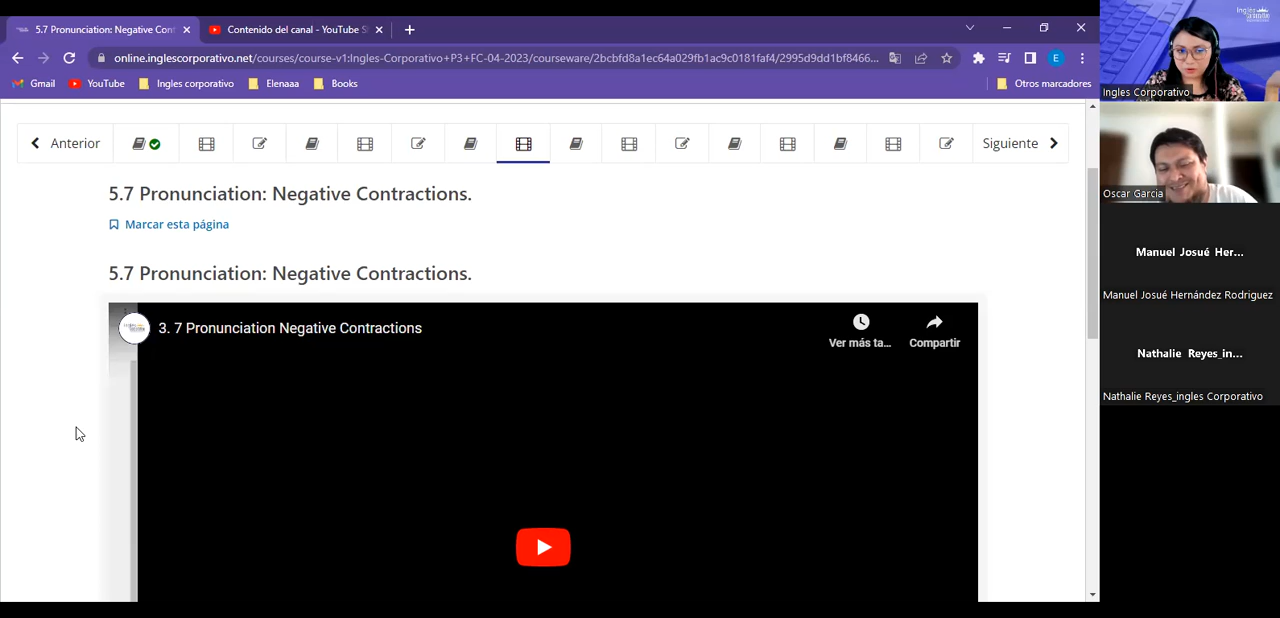 5.7 Pronunciation: Negative Cont
Contenido del canal - YouTube S
online.inglescorporativo.net/courses/course-v1:Ingles-Corporativo+P3+FC-04-2023/courseware/2bcbfd8a1ec64a029fb1ac9c0181faf4/2995d9dd1bf8466...
E
Gmail
YouTube
Ingles corporativo
Elenaaa
Books
Otros marcadores
Anterior
Siguiente
5.7 Pronunciation: Negative Contractions.
Marcar esta página
5.7 Pronunciation: Negative Contractions.
3. 7 Pronunciation Negative Contractions
Ver más ta...
Compartir
Ingles Corporativo
Oscar Garcia
Manuel Josué Her...
Manuel Josué Hernández Rodriguez
Nathalie Reyes_in...
Nathalie Reyes_ingles Corporativo